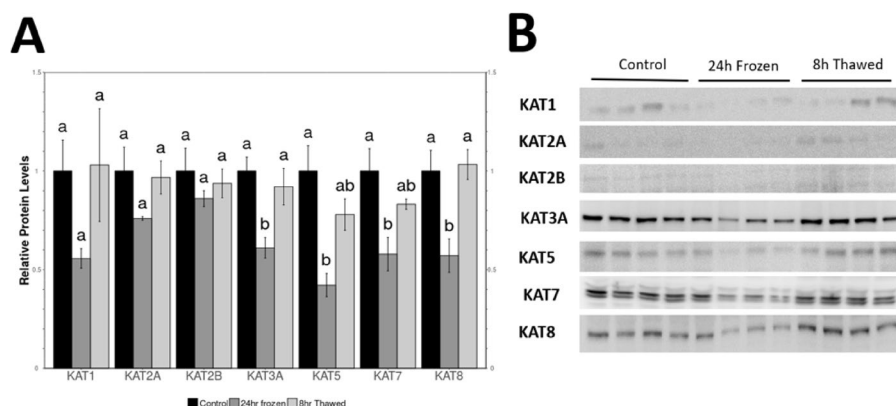 A
1.5
1.5
Relative Protein Levels
1
1
0.5
0.5
0
0
a
a
a
a
a
a
a
a
a
a
b
a
a
b
ab
a
b
ab
a
b
a
KAT1
KAT2A
KAT2B
KAT3A
KAT5
KAT7
KAT8
Control
24hr frozen
8hr Thawed
B
Control
24h Frozen
8h Thawed
KAT1
KAT2A
KAT2B
KAT3A
KAT5
KAT7
KAT8